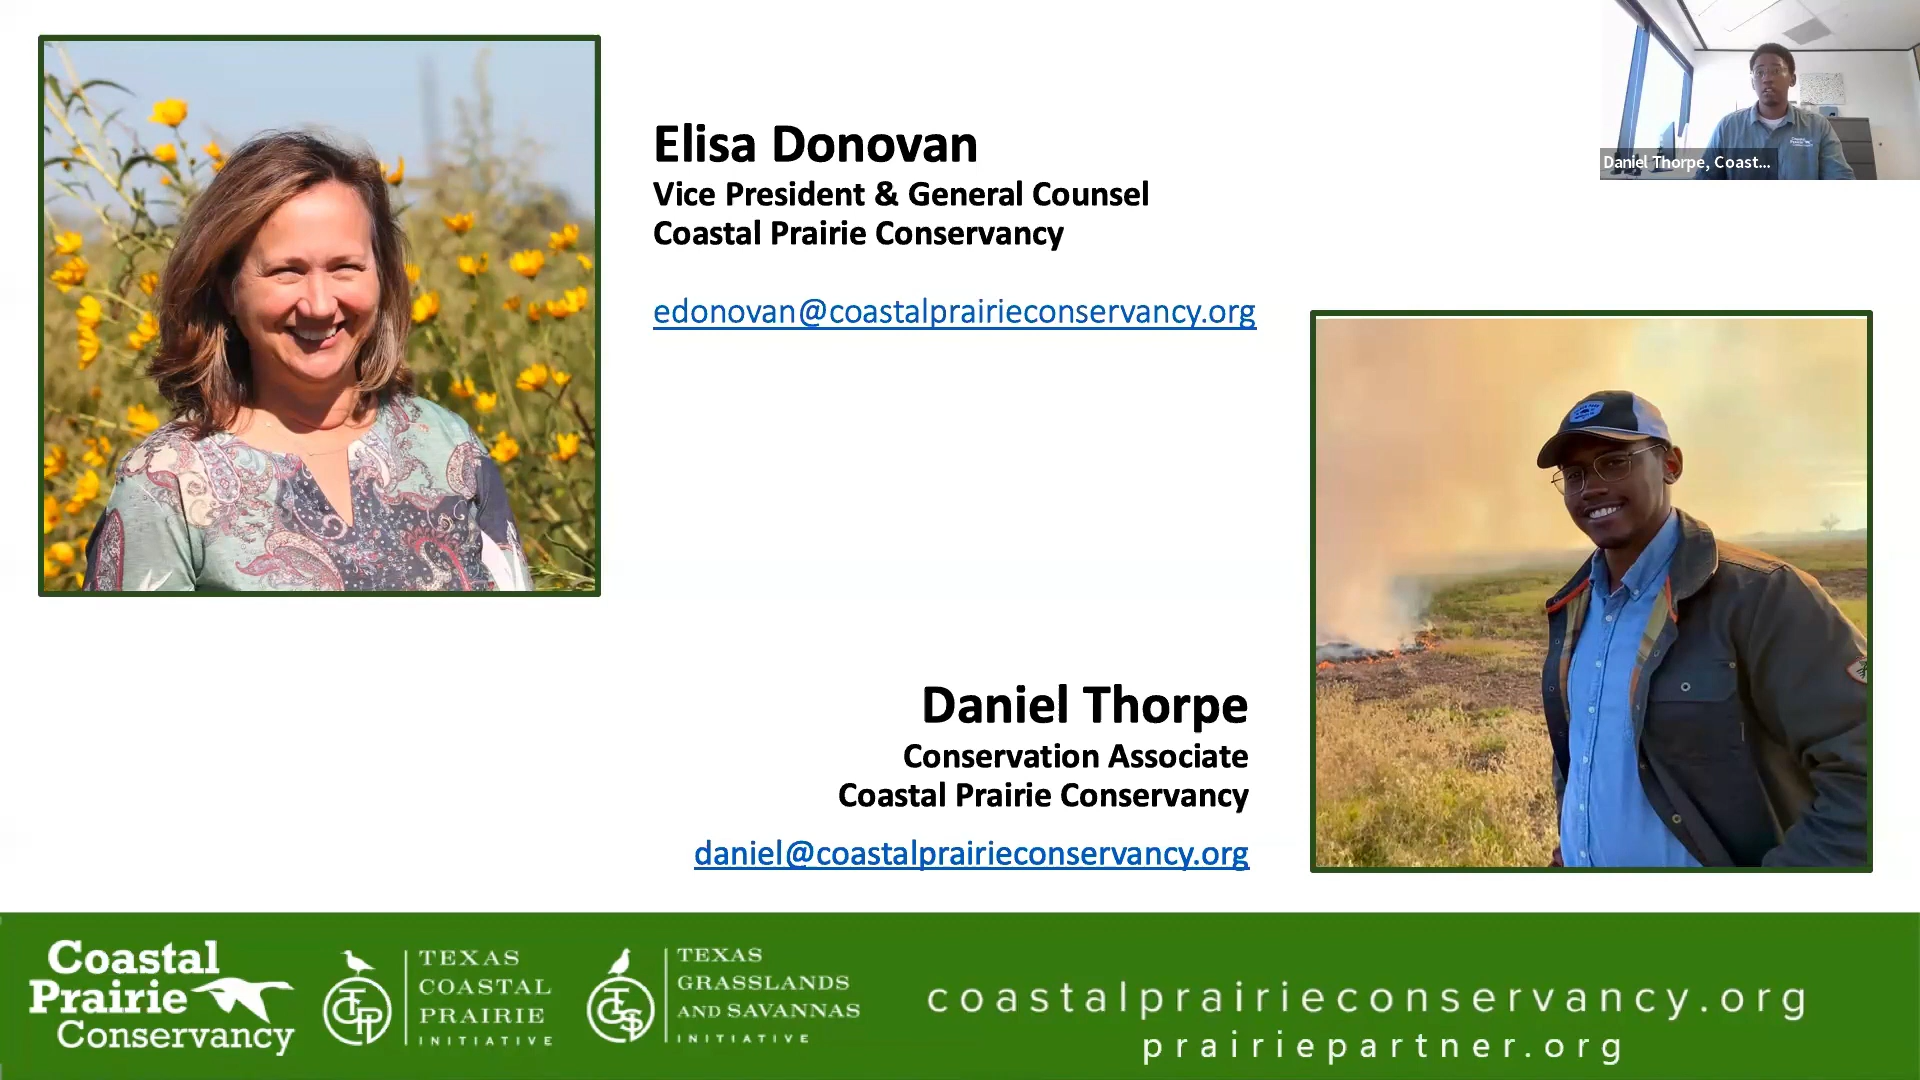 Elisa Donovan
Vice President & General Counsel
Coastal Prairie Conservancy
edonovan@coastalprairieconservancy.org
Daniel Thorpe, Coast...
Daniel Thorpe
Conservation Associate
Coastal Prairie Conservancy
daniel@coastalprairieconservancy.org
Coastal
Prairie
Conservancy
TEXAS
COASTAL
PRAIRIE
INITIATIVE
TEXAS
GRASSLANDS
AND SAVANNAS
INITIATIVE
coastalprairieconservancy.org
prairiepartner.org